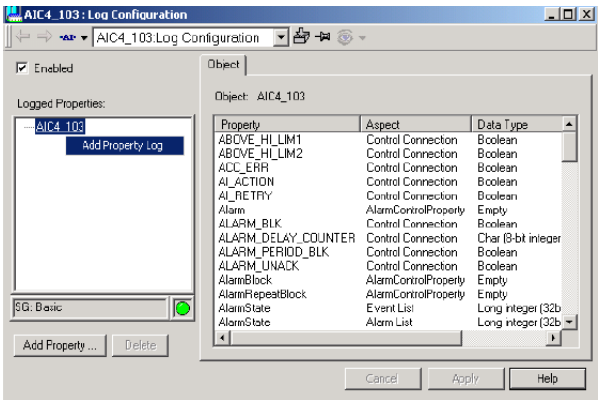 AIC4_103 : Log Configuration
AIC4_103:Log Configuration
Enabled
Logged Properties:
AIC4_103
Add Property Log
SG: Basic
Add Property ...
Delete
Object
Object: AIC4_103
Property Aspect Data Type
ABOVE_HI_LIM1 Control Connection Boolean
ABOVE_HI_LIM2 Control Connection Boolean
ACC_ERR Control Connection Boolean
AI_ACTION Control Connection Boolean
AI_RETRY Control Connection Boolean
Alarm AlarmControlProperty Empty
ALARM_BLK Control Connection Boolean
ALARM_DELAY_COUNTER Control Connection Char (8-bit integer
ALARM_PERIOD_BLK Control Connection Boolean
ALARM_UNACK Control Connection Boolean
AlarmBlock AlarmControlProperty Empty
AlarmRepeatBlock AlarmControlProperty Empty
AlarmState Event List Long integer (32b
AlarmState Alarm List Long integer (32b
Cancel
Apply
Help